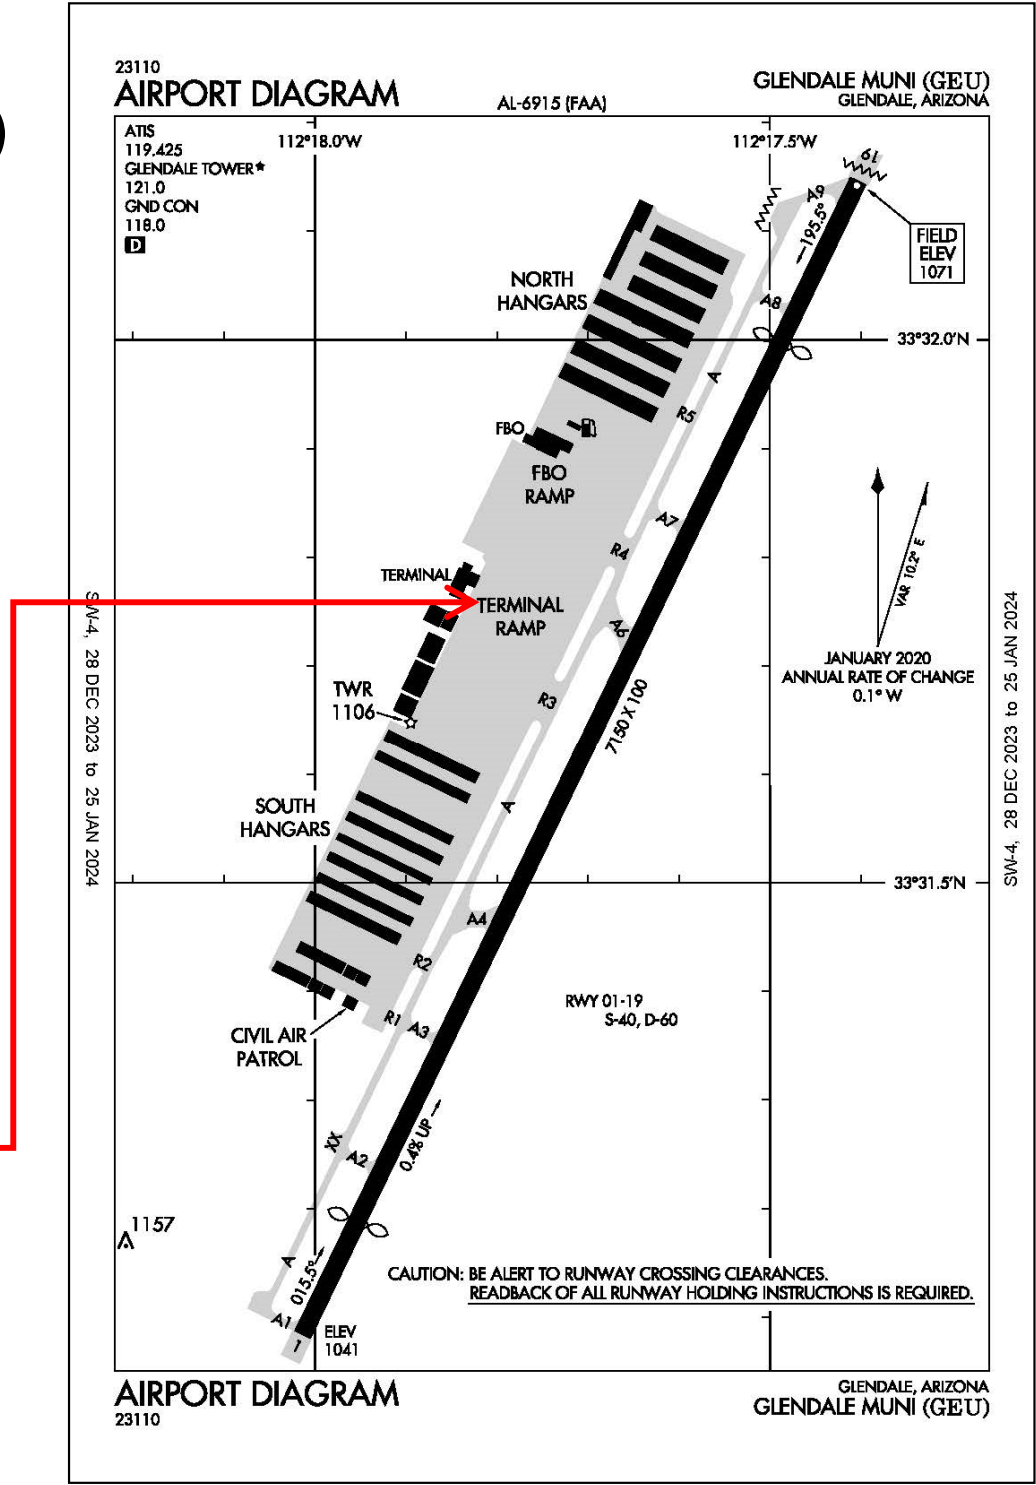 23110
AIRPORT DIAGRAM
AL-6915 (FAA)
GLENDALE MUNI (GEU)
GLENDALE, ARIZONA
ATIS
119.425
GLENDALE TOWER★
121.0
GND CON
118.0
D
112°18.0'W
112°17.5'W
19
A9
195.5°
FIELD
ELEV
1071
NORTH
HANGARS
A8
33°32.0'N
A
R5
FBO
FBO
RAMP
A7
R4
VAR 10.2° E
TERMINAL
TERMINAL
RAMP
A6
JANUARY 2020
ANNUAL RATE OF CHANGE
0.1° W
TWR
1106
R3
7150 X 100
SOUTH
HANGARS
A
33°31.5'N
A4
R2
RWY 01-19
S-40, D-60
R1
A3
CIVIL AIR
PATROL
0.4% UP
XX
A2
1157
A
015.5°
CAUTION: BE ALERT TO RUNWAY CROSSING CLEARANCES.
READBACK OF ALL RUNWAY HOLDING INSTRUCTIONS IS REQUIRED.
A1
1
ELEV
1041
SW-4, 28 DEC 2023 to 25 JAN 2024
SW-4, 28 DEC 2023 to 25 JAN 2024
AIRPORT DIAGRAM
23110
GLENDALE, ARIZONA
GLENDALE MUNI (GEU)